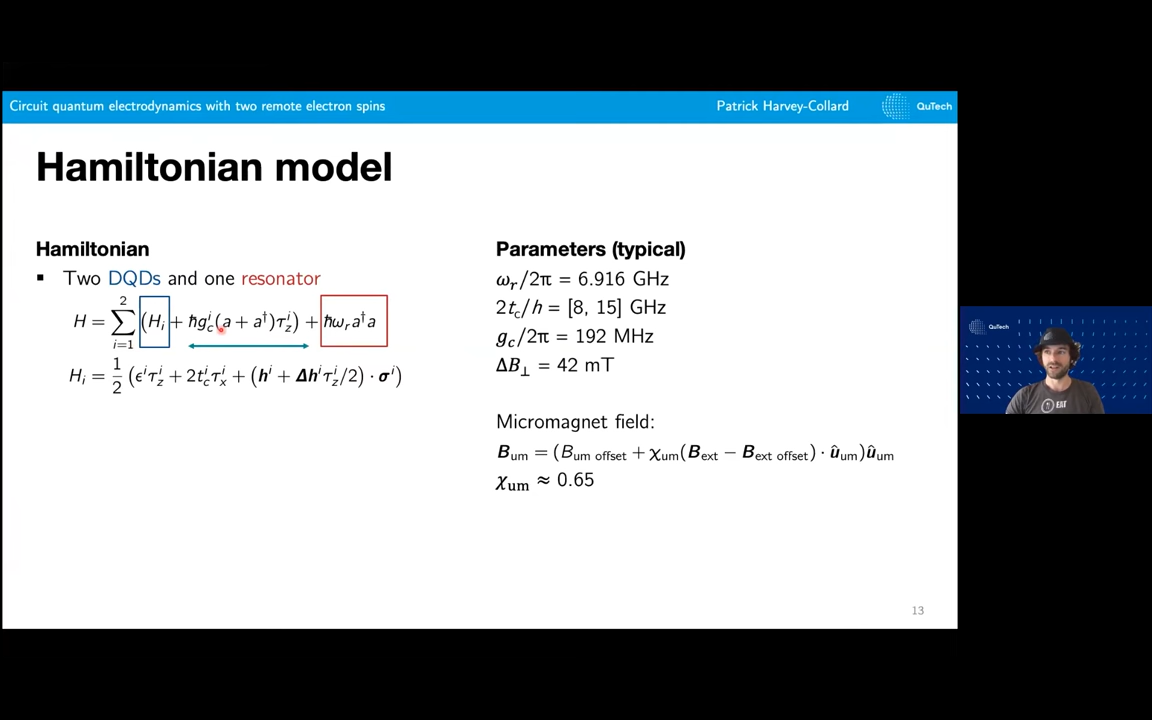 Circuit quantum electrodynamics with two remote electron spins
Patrick Harvey-Collard
QuTech
Hamiltonian model
Hamiltonian
▪ Two DQDs and one resonator
H = ∑_{i=1}^{2} (H_i + ħg_c^i(a + a†)τ_z^i) + ħω_r a†a
H_i = 1/2 (ϵ^i τ_z^i + 2t_c^i τ_x^i + (h^i + Δh^i τ_z^i/2) · σ^i)
Parameters (typical)
ω_r/2π = 6.916 GHz
2t_c/h = [8, 15] GHz
g_c/2π = 192 MHz
ΔB_⊥ = 42 mT
Micromagnet field:
B_um = (B_um offset + χ_um(B_ext − B_ext offset) · û_um)û_um
χ_um ≈ 0.65
13
QuTech
EAT